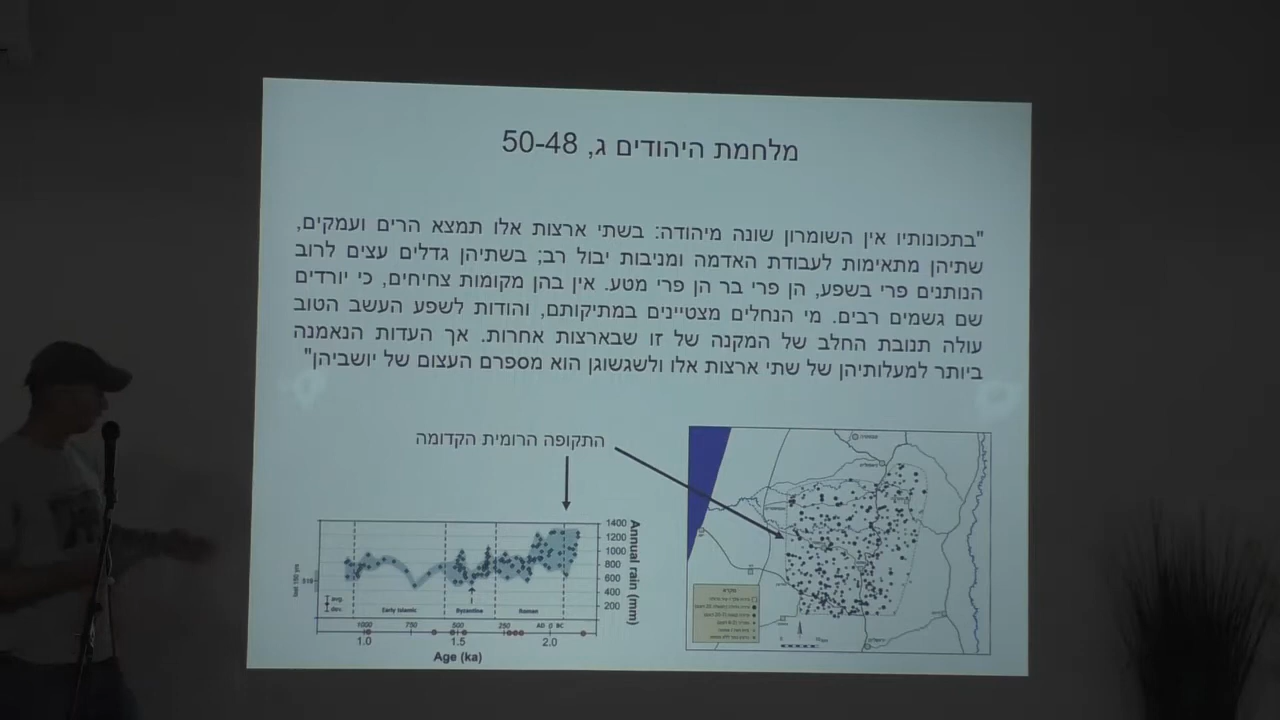 מלחמת היהודים ג, 50-48
"בתכונותיו אין השומרון שונה מיהודה: בשתי ארצות אלו תמצא הרים ועמקים,
שתיהן מתאימות לעבודת האדמה ומניבות יבול רב; בשתיהן גדלים עצים לרוב
הנותנים פרי בשפע, הן פרי בר הן פרי מטע. אין בהן מקומות צחיחים, כי יורדים
שם גשמים רבים. מי הנחלים מצטיינים במתיקותם, והודות לשפע העשב הטוב
עולה תנובת החלב של המקנה של זו שבארצות אחרות. אך העדות הנאמנה
ביותר למעלותיהן של שתי ארצות אלו ולשגשוגן הוא מספרם העצום של יושביהן"
התקופה הרומית הקדומה
1400
1200
1000
800
600
400
200
Annual rain (mm)
avg.
dev.
Early Islamic
Byzantine
Roman
1000 750 500 250 AD 0 BC
1.0 1.5 2.0
Age (ka)